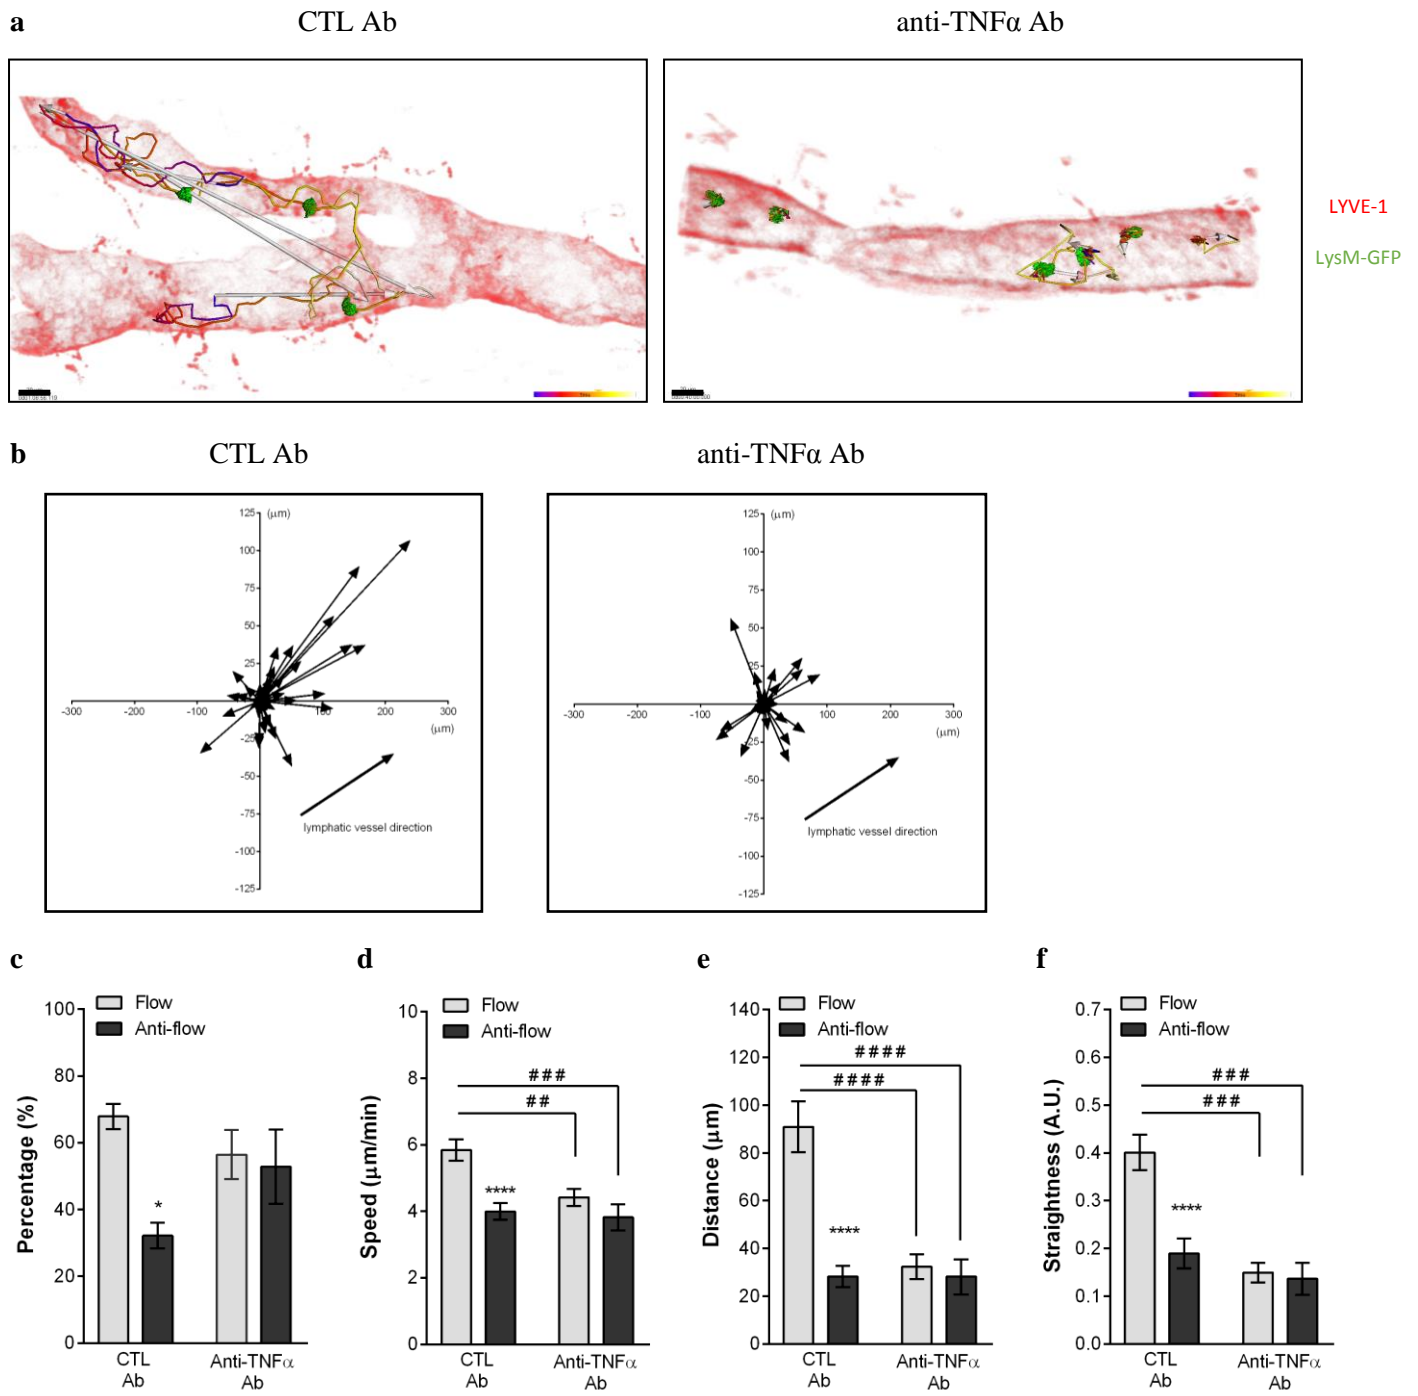 a CTL Ab anti-TNFα Ab
LYVE-1
LysM-GFP
b CTL Ab anti-TNFα Ab
125 (μm)
100
75
50
25
-300 -200 -100 100 200 300
(μm)
-25
-50
-75
-100
-125
lymphatic vessel direction
125 (μm)
100
75
50
25
-300 -200 -100 100 200 300
(μm)
-25
-50
-75
-100
-125
lymphatic vessel direction
c
Flow
Anti-flow
Percentage (%)
100
80
60
40
20
0
*
CTL Ab
Anti-TNFα Ab
d
Flow
Anti-flow
Speed (μm/min)
10
8
6
4
2
0
###
##
****
CTL Ab
Anti-TNFα Ab
e
Flow
Anti-flow
Distance (μm)
140
120
100
80
60
40
20
0
####
####
****
CTL Ab
Anti-TNFα Ab
f
Flow
Anti-flow
Straightness (A.U.)
0.7
0.6
0.5
0.4
0.3
0.2
0.1
0.0
###
###
****
CTL Ab
Anti-TNFα Ab